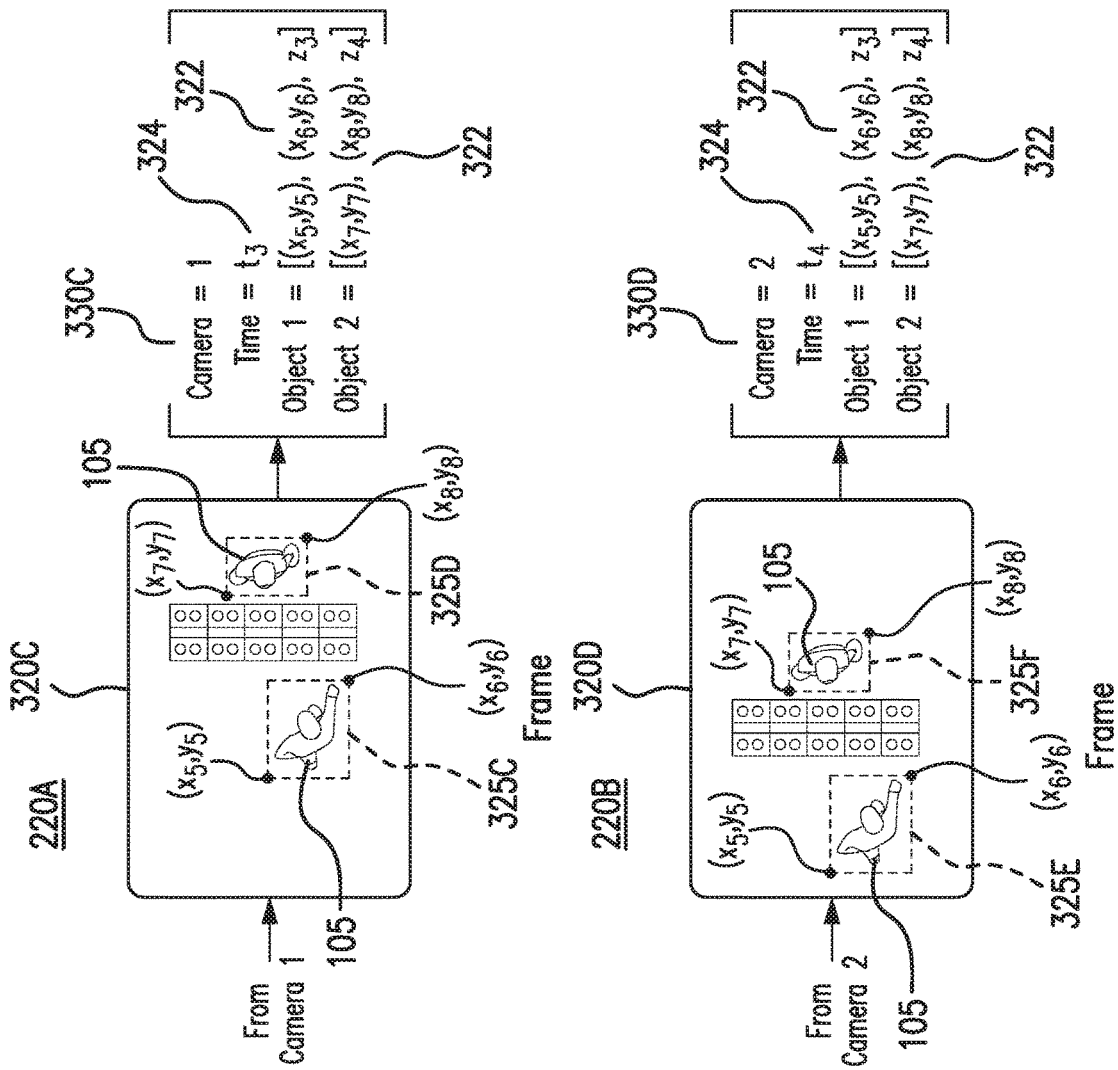 220A
320C
From
Camera 1
105
(x5,y5)
(x7,y7)
105
(x6,y6)
(x8,y8)
325C
325D
Frame
330C
324
322
Camera = 1
Time = t3
Object 1 = [(x5,y5), (x6,y6), z3]
Object 2 = [(x7,y7), (x8,y8), z4]
322
220B
320D
From
Camera 2
105
(x5,y5)
(x7,y7)
105
(x6,y6)
(x8,y8)
325E
325F
Frame
330D
324
322
Camera = 2
Time = t4
Object 1 = [(x5,y5), (x6,y6), z3]
Object 2 = [(x7,y7), (x8,y8), z4]
322